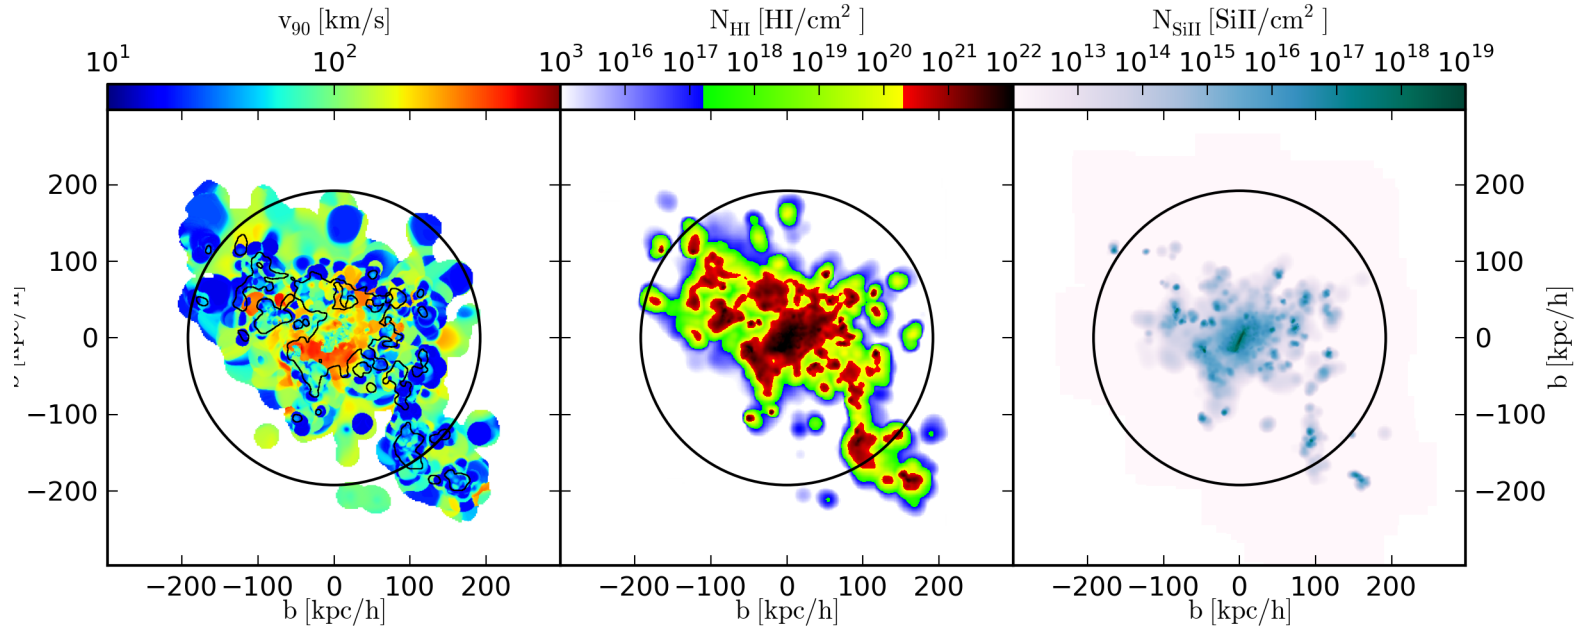 v₉₀ [km/s]
N_HI [HI/cm²]
N_SiII [SiII/cm²]
10¹ 10² 10³ 10¹⁶ 10¹⁷ 10¹⁸ 10¹⁹ 10²⁰ 10²¹ 10²² 10¹³ 10¹⁴ 10¹⁵ 10¹⁶ 10¹⁷ 10¹⁸ 10¹⁹
200 200
100 100
0 0
b [kpc/h]
−100 −100
−200 −200
−200 −100 0 100 200 −200 −100 0 100 200 −200 −100 0 100 200
b [kpc/h] b [kpc/h] b [kpc/h]